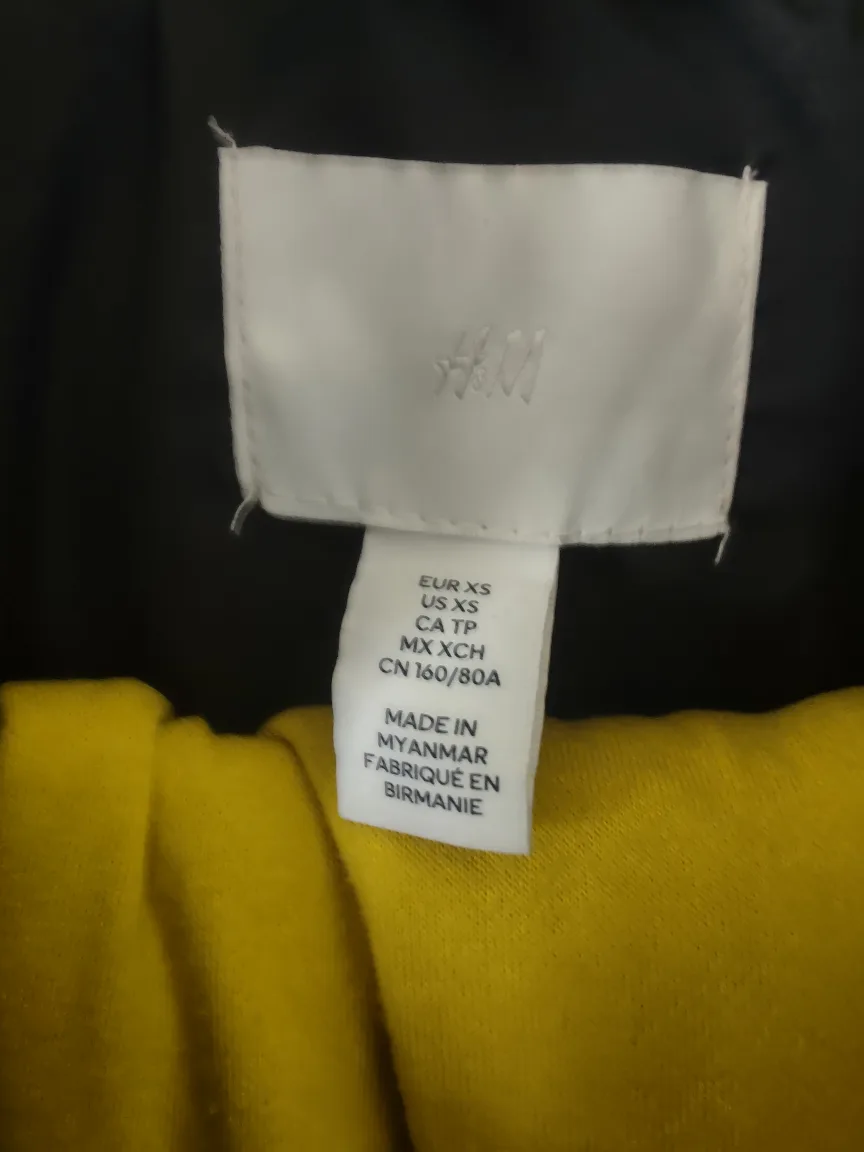 H&M
EUR XS
US XS
CA TP
MX XCH
CN 160/80A
MADE IN
MYANMAR
FABRIQUÉ EN
BIRMANIE